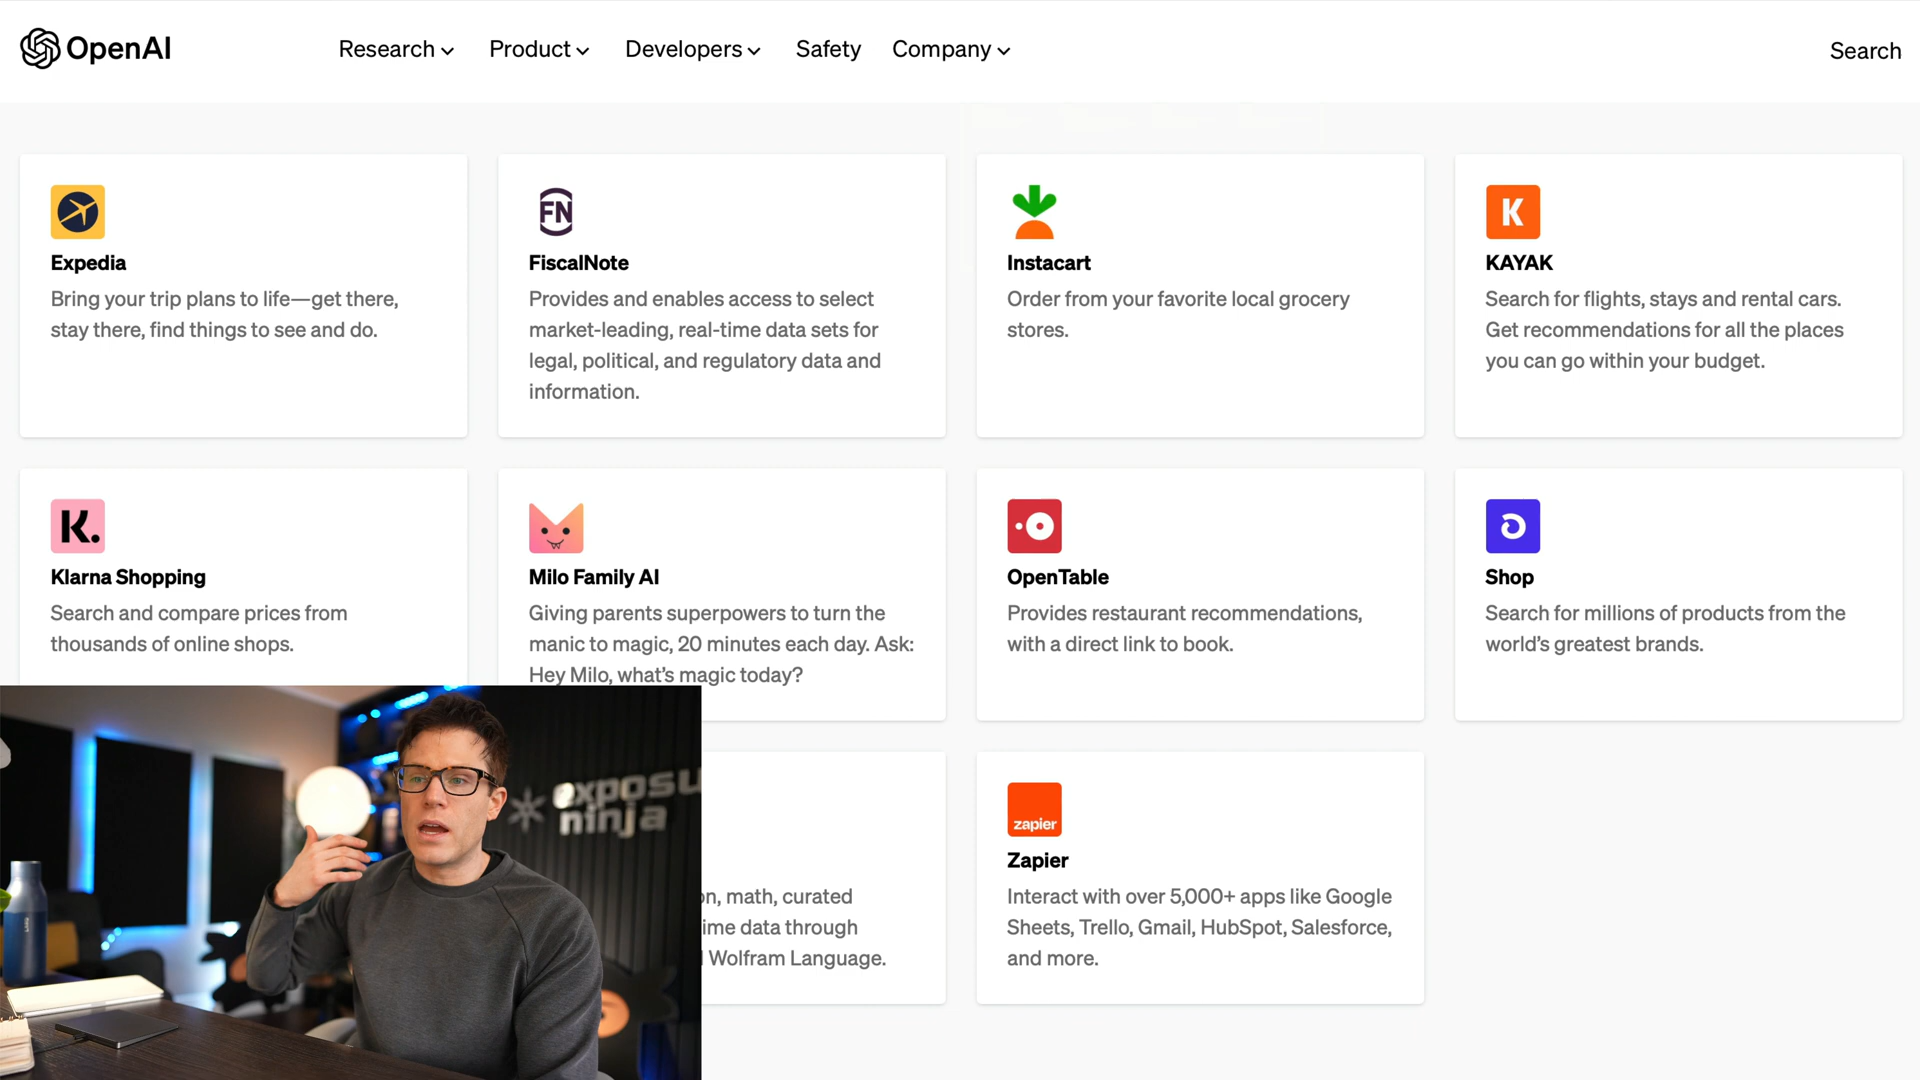 OpenAI
Research
Product
Developers
Safety
Company
Search
Expedia
Bring your trip plans to life—get there,
stay there, find things to see and do.
FN
FiscalNote
Provides and enables access to select
market-leading, real-time data sets for
legal, political, and regulatory data and
information.
Instacart
Order from your favorite local grocery
stores.
K
KAYAK
Search for flights, stays and rental cars.
Get recommendations for all the places
you can go within your budget.
K.
Klarna Shopping
Search and compare prices from
thousands of online shops.
Milo Family AI
Giving parents superpowers to turn the
manic to magic, 20 minutes each day. Ask:
Hey Milo, what's magic today?
OpenTable
Provides restaurant recommendations,
with a direct link to book.
Shop
Search for millions of products from the
world's greatest brands.
exposu
ninja
math, curated
data through
Wolfram Language.
zapier
Zapier
Interact with over 5,000+ apps like Google
Sheets, Trello, Gmail, HubSpot, Salesforce,
and more.